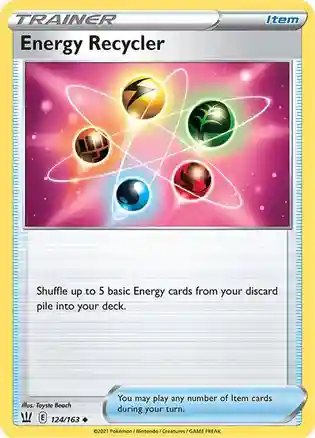 TRAINER Item
Energy Recycler
Shuffle up to 5 basic Energy cards from your discard
pile into your deck.
Illus. Toyste Beach
E 124/163
You may play any number of Item cards
during your turn.
©2021 Pokémon / Nintendo / Creatures / GAME FREAK